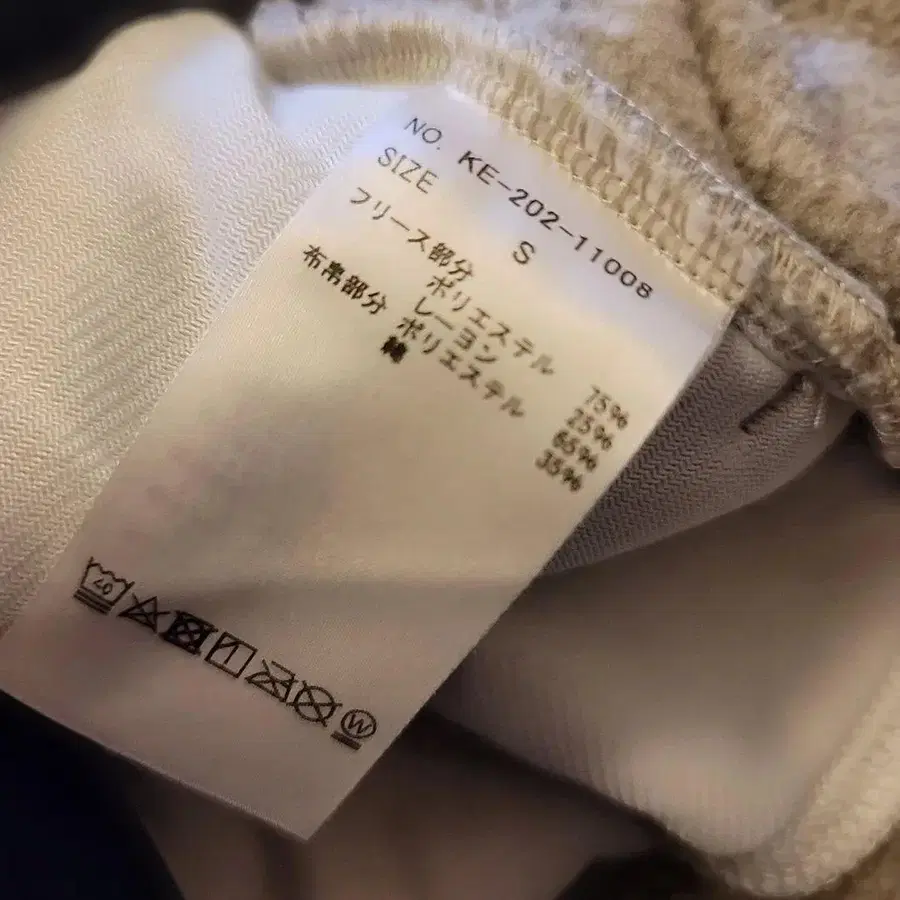 NO. KE-202-11008
SIZE S
フリース部分 ポリエステル 75%
レーヨン 25%
布帛部分 ポリエステル 65%
綿 35%
40
W